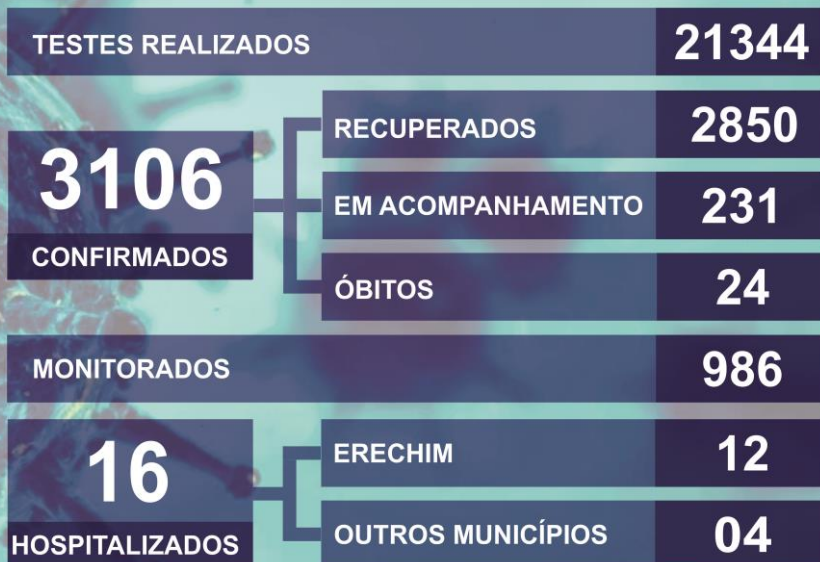 TESTES REALIZADOS 21344
3106
CONFIRMADOS
RECUPERADOS 2850
EM ACOMPANHAMENTO 231
ÓBITOS 24
MONITORADOS 986
16
HOSPITALIZADOS
ERECHIM 12
OUTROS MUNICÍPIOS 04